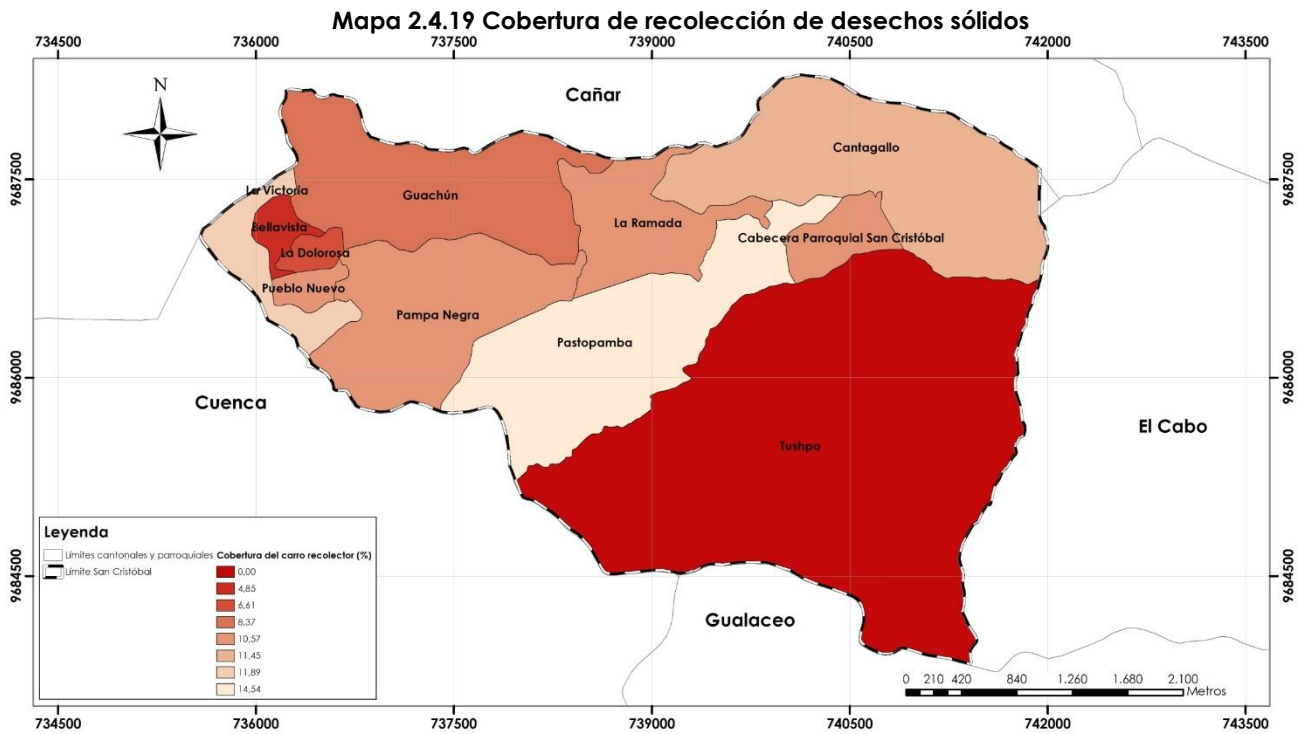 Mapa 2.4.19 Cobertura de recolección de desechos sólidos
734500 736000 737500 739000 740500 742000 743500
N
Cañar
Cantagallo
9687500 9687500
La Victoria
Guachún
La Ramada
Bellavista
Cabecera Parroquial San Cristóbal
La Dolorosa
Pueblo Nuevo
Pampa Negra
Pastopamba
9686000 9686000
Cuenca
El Cabo
Tushpo
Leyenda
Límites cantonales y parroquiales Cobertura del carro recolector (%)
Límite San Cristóbal
0,00
4,85
6,61
8,37
10,57
11,45
11,89
14,54
9684500 9684500
Gualaceo
0 210 420 840 1.260 1.680 2.100
Metros
734500 736000 737500 739000 740500 742000 743500